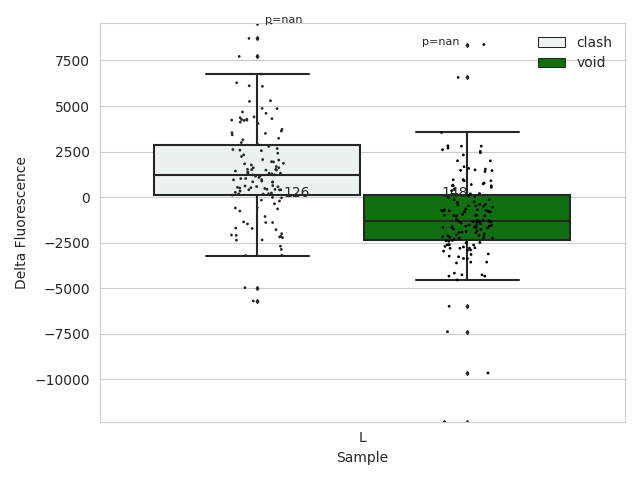 p=nan
p=nan
clash
void
7500
5000
2500
0
−2500
−5000
−7500
−10000
126
168
Delta Fluorescence
L
Sample